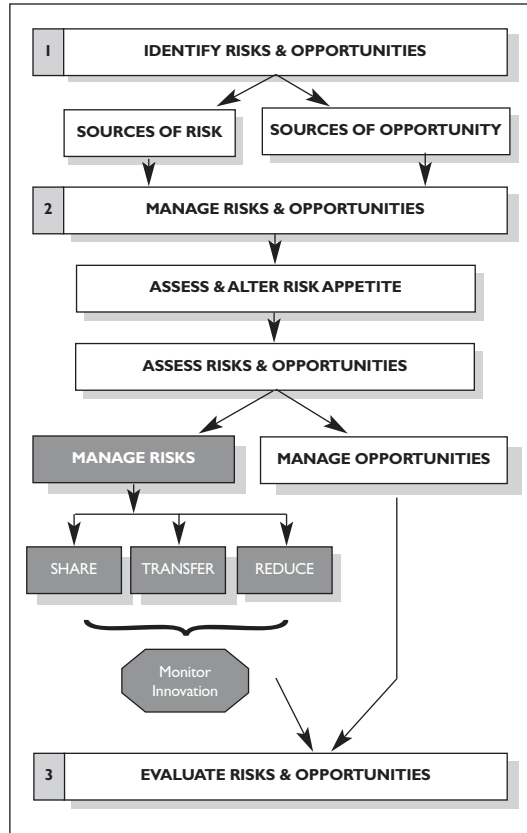 1 IDENTIFY RISKS & OPPORTUNITIES
SOURCES OF RISK
SOURCES OF OPPORTUNITY
2 MANAGE RISKS & OPPORTUNITIES
ASSESS & ALTER RISK APPETITE
ASSESS RISKS & OPPORTUNITIES
MANAGE RISKS
MANAGE OPPORTUNITIES
SHARE
TRANSFER
REDUCE
Monitor
Innovation
3 EVALUATE RISKS & OPPORTUNITIES